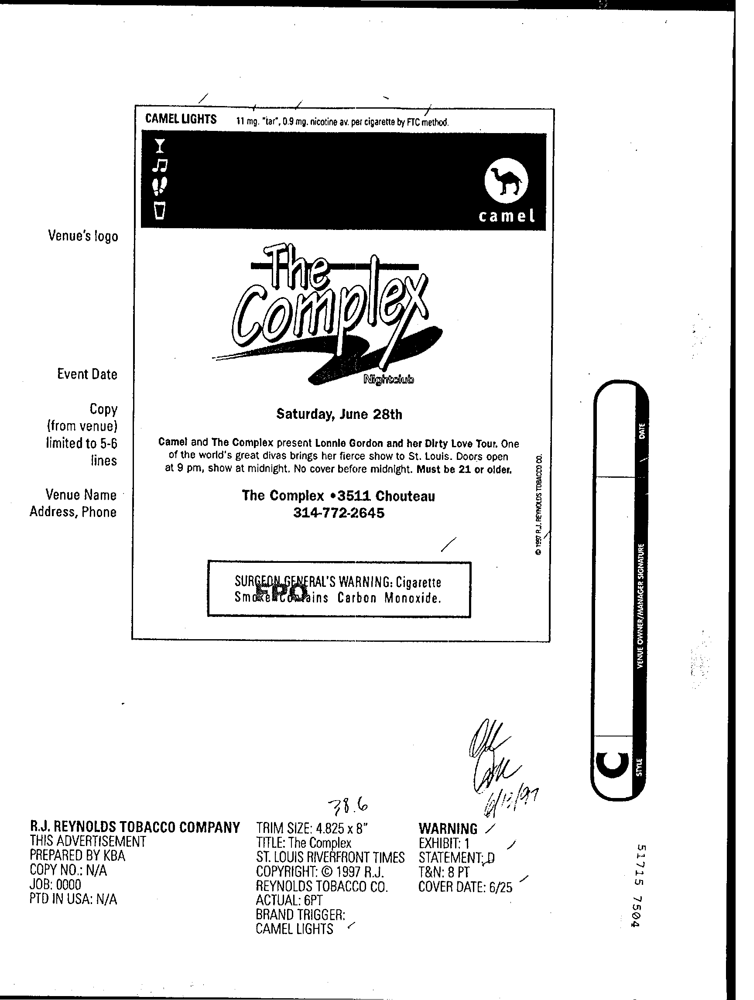 CAMEL LIGHTS 11 mg. "tar", 0.9 mg. nicotine av. per cigarette by FTC method.
camel
Venue's logo
The
Complex
Nightclub
Event Date
Copy
(from venue)
limited to 5-6
lines
Saturday, June 28th
Camel and The Complex present Lonnie Gordon and her Dirty Love Tour. One
of the world's great divas brings her fierce show to St. Louis. Doors open
at 9 pm, show at midnight. No cover before midnight. Must be 21 or older.
Venue Name
Address, Phone
The Complex •3511 Chouteau
314-772-2645
© 1997 R.J. REYNOLDS TOBACCO CO.
SURGEON GENERAL'S WARNING: Cigarette
Smoke Contains Carbon Monoxide.
FPO
DATE
VENUE OWNER/MANAGER SIGNATURE
STYLE
C
6/13/97
38.6
R.J. REYNOLDS TOBACCO COMPANY
THIS ADVERTISEMENT
PREPARED BY KBA
COPY NO.: N/A
JOB: 0000
PTD IN USA: N/A
TRIM SIZE: 4.825 x 8"
TITLE: The Complex
ST. LOUIS RIVERFRONT TIMES
COPYRIGHT: © 1997 R.J.
REYNOLDS TOBACCO CO.
ACTUAL: 6PT
BRAND TRIGGER:
CAMEL LIGHTS
WARNING
EXHIBIT: 1
STATEMENT: D
T&N: 8 PT
COVER DATE: 6/25
51715 7504